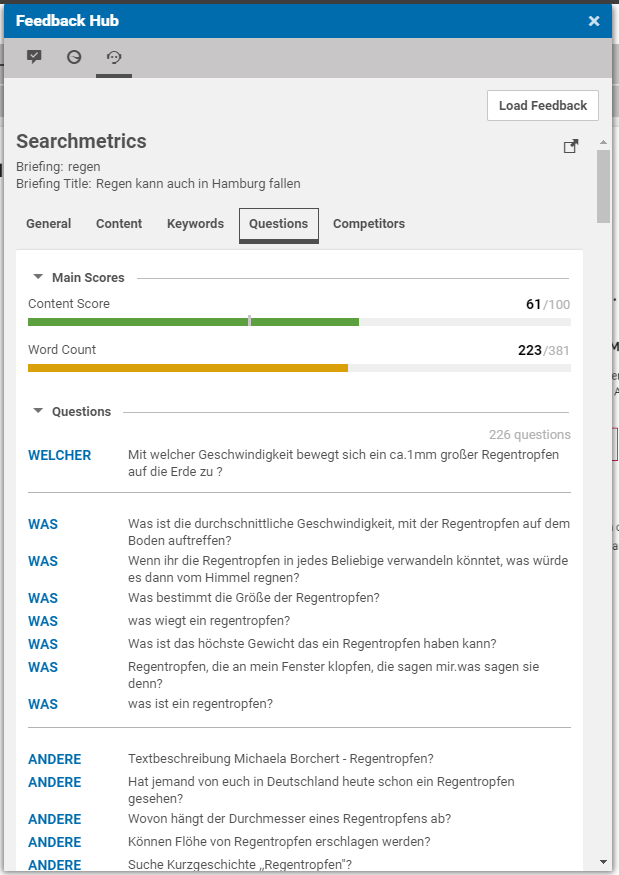 Feedback Hub
Load Feedback
Searchmetrics
Briefing: regen
Briefing Title: Regen kann auch in Hamburg fallen
General Content Keywords Questions Competitors
Main Scores
Content Score 61/100
Word Count 223/381
Questions
226 questions
WELCHER Mit welcher Geschwindigkeit bewegt sich ein ca.1mm großer Regentropfen
auf die Erde zu ?
WAS Was ist die durchschnittliche Geschwindigkeit, mit der Regentropfen auf dem
Boden auftreffen?
WAS Wenn ihr die Regentropfen in jedes Beliebige verwandeln könntet, was würde
es dann vom Himmel regnen?
WAS Was bestimmt die Größe der Regentropfen?
WAS was wiegt ein regentropfen?
WAS Was ist das höchste Gewicht das ein Regentropfen haben kann?
WAS Regentropfen, die an mein Fenster klopfen, die sagen mir.was sagen sie
denn?
WAS was ist ein regentropfen?
ANDERE Textbeschreibung Michaela Borchert - Regentropfen?
ANDERE Hat jemand von euch in Deutschland heute schon ein Regentropfen
gesehen?
ANDERE Wovon hängt der Durchmesser eines Regentropfens ab?
ANDERE Können Flöhe von Regentropfen erschlagen werden?
ANDERE Suche Kurzgeschichte „Regentropfen"?